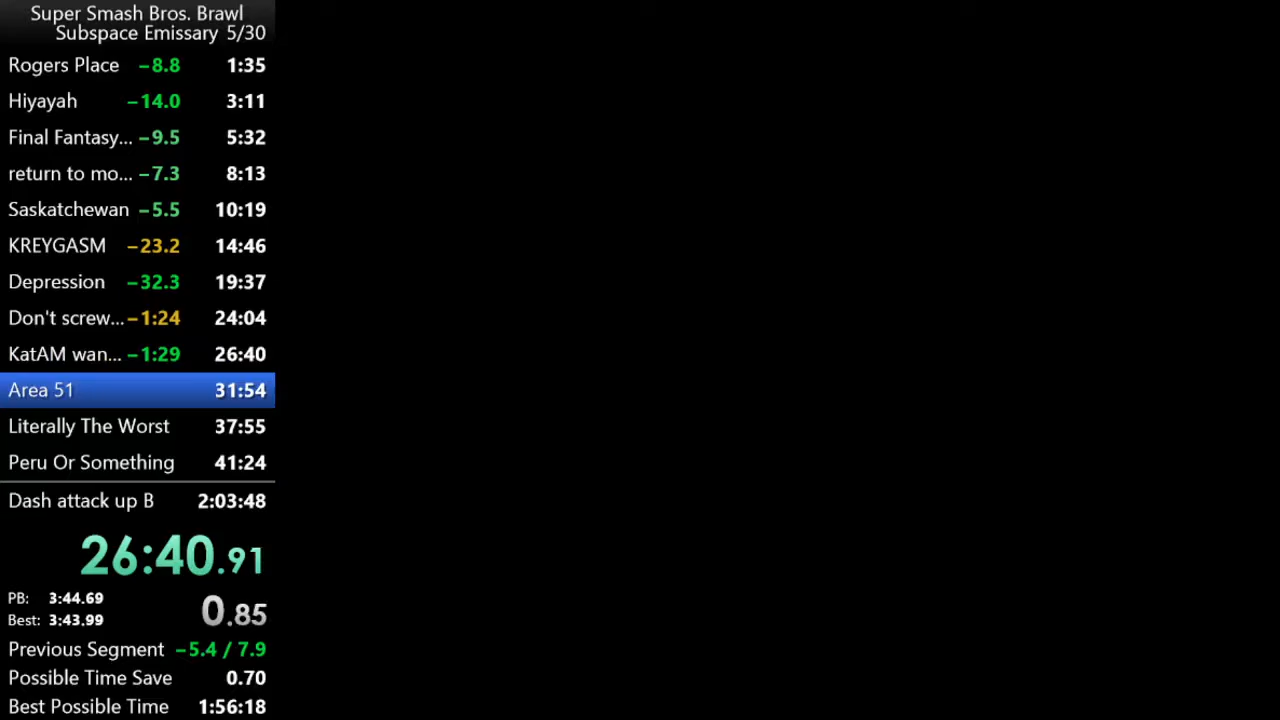 Super Smash Bros. Brawl
Subspace Emissary 5/30
Rogers Place −8.8 1:35
Hiyayah −14.0 3:11
Final Fantasy... −9.5 5:32
return to mo... −7.3 8:13
Saskatchewan −5.5 10:19
KREYGASM −23.2 14:46
Depression −32.3 19:37
Don't screw... −1:24 24:04
KatAM wan... −1:29 26:40
Area 51 31:54
Literally The Worst 37:55
Peru Or Something 41:24
Dash attack up B 2:03:48
26:40.91
PB: 3:44.69
Best: 3:43.99
0.85
Previous Segment −5.4 / 7.9
Possible Time Save 0.70
Best Possible Time 1:56:18